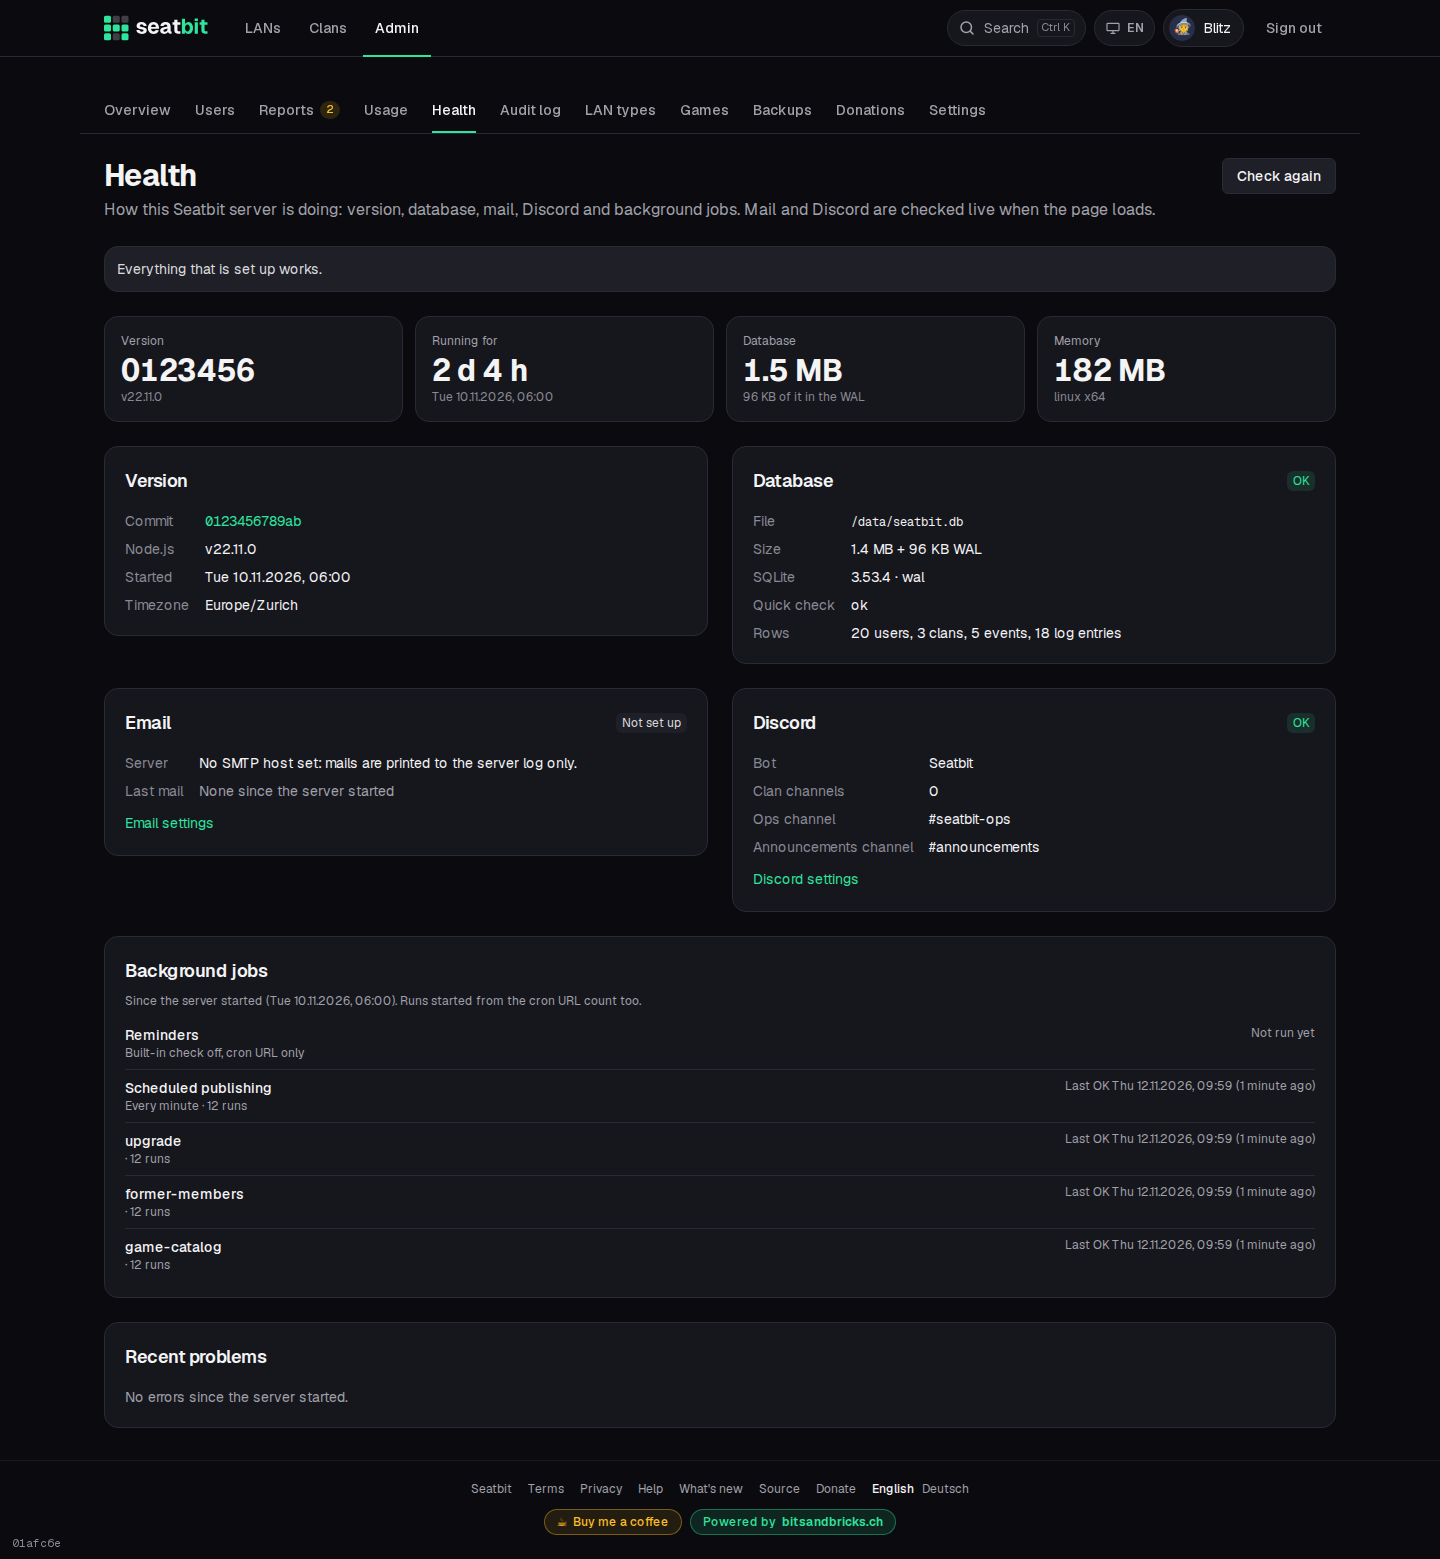 seatbit LANs Clans Admin Search Ctrl K EN Blitz Sign out
Overview Users Reports 2 Usage Health Audit log LAN types Games Backups Donations Settings
Health
Check again
How this Seatbit server is doing: version, database, mail, Discord and background jobs. Mail and Discord are checked live when the page loads.
Everything that is set up works.
Version
0123456
v22.11.0
Running for
2 d 4 h
Tue 10.11.2026, 06:00
Database
1.5 MB
96 KB of it in the WAL
Memory
182 MB
linux x64
Version
Commit 0123456789ab
Node.js v22.11.0
Started Tue 10.11.2026, 06:00
Timezone Europe/Zurich
Database OK
File /data/seatbit.db
Size 1.4 MB + 96 KB WAL
SQLite 3.53.4 · wal
Quick check ok
Rows 20 users, 3 clans, 5 events, 18 log entries
Email Not set up
Server No SMTP host set: mails are printed to the server log only.
Last mail None since the server started
Email settings
Discord OK
Bot Seatbit
Clan channels 0
Ops channel #seatbit-ops
Announcements channel #announcements
Discord settings
Background jobs
Since the server started (Tue 10.11.2026, 06:00). Runs started from the cron URL count too.
Reminders Not run yet
Built-in check off, cron URL only
Scheduled publishing Last OK Thu 12.11.2026, 09:59 (1 minute ago)
Every minute · 12 runs
upgrade Last OK Thu 12.11.2026, 09:59 (1 minute ago)
· 12 runs
former-members Last OK Thu 12.11.2026, 09:59 (1 minute ago)
· 12 runs
game-catalog Last OK Thu 12.11.2026, 09:59 (1 minute ago)
· 12 runs
Recent problems
No errors since the server started.
Seatbit Terms Privacy Help What's new Source Donate English Deutsch
Buy me a coffee Powered by bitsandbricks.ch
01afc6e